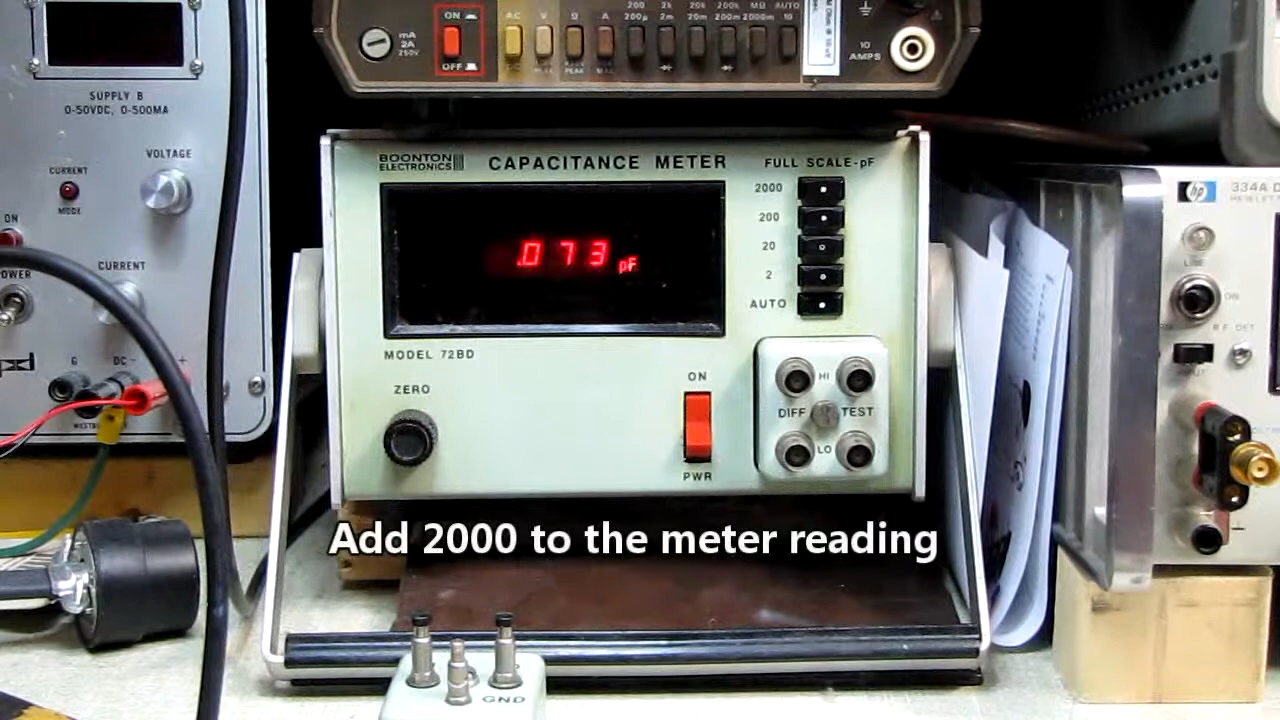 ON
OFF
mA
2A
250V
AC
V
Ω
A
200
200µ
2k
2m
20k
20m
200k
200m
MΩ
2000m
AUTO
10
10
AMPS
SUPPLY B
0-50VDC, 0-500MA
VOLTAGE
CURRENT
MODE
ON
POWER
CURRENT
G
DC -
+
BOONTON
ELECTRONICS
CAPACITANCE METER
FULL SCALE-pF
2000
200
20
2
AUTO
.073 pF
MODEL 72BD
ZERO
ON
PWR
HI
DIFF
TEST
LO
hp
334A D
HEWLETT
LINE
ON
R.F. DET
Add 2000 to the meter reading
GND